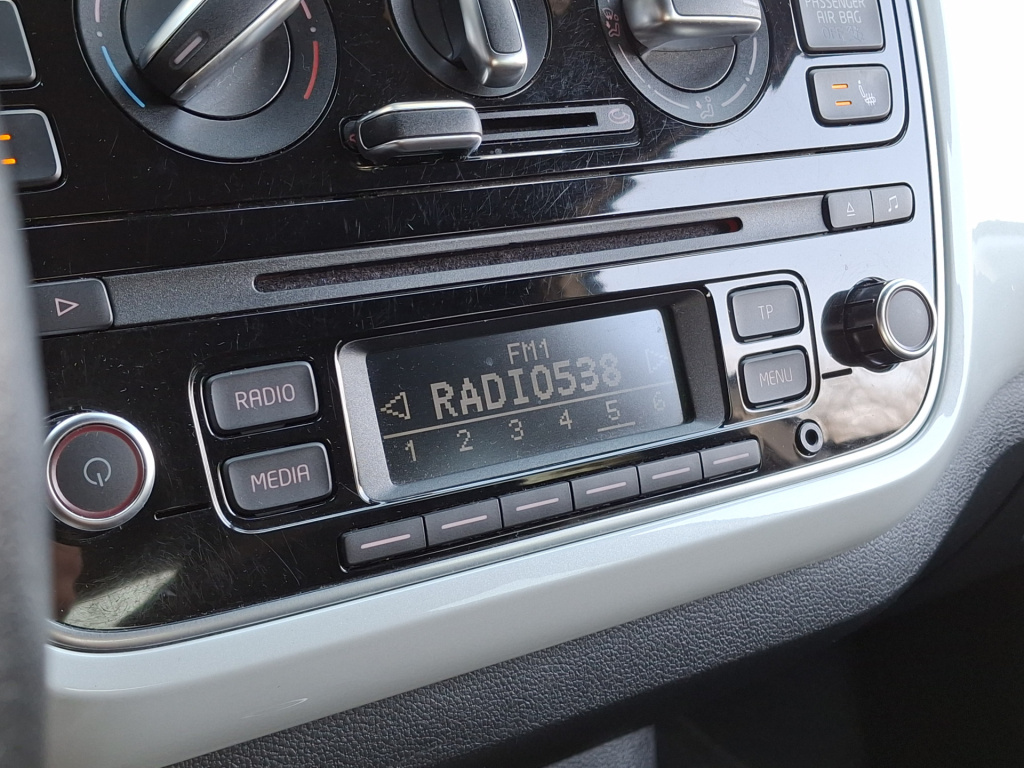 PASSENGER
AIR BAG
TP
RADIO
FM1
RADIO538
MENU
MEDIA
1 2 3 4 5 6